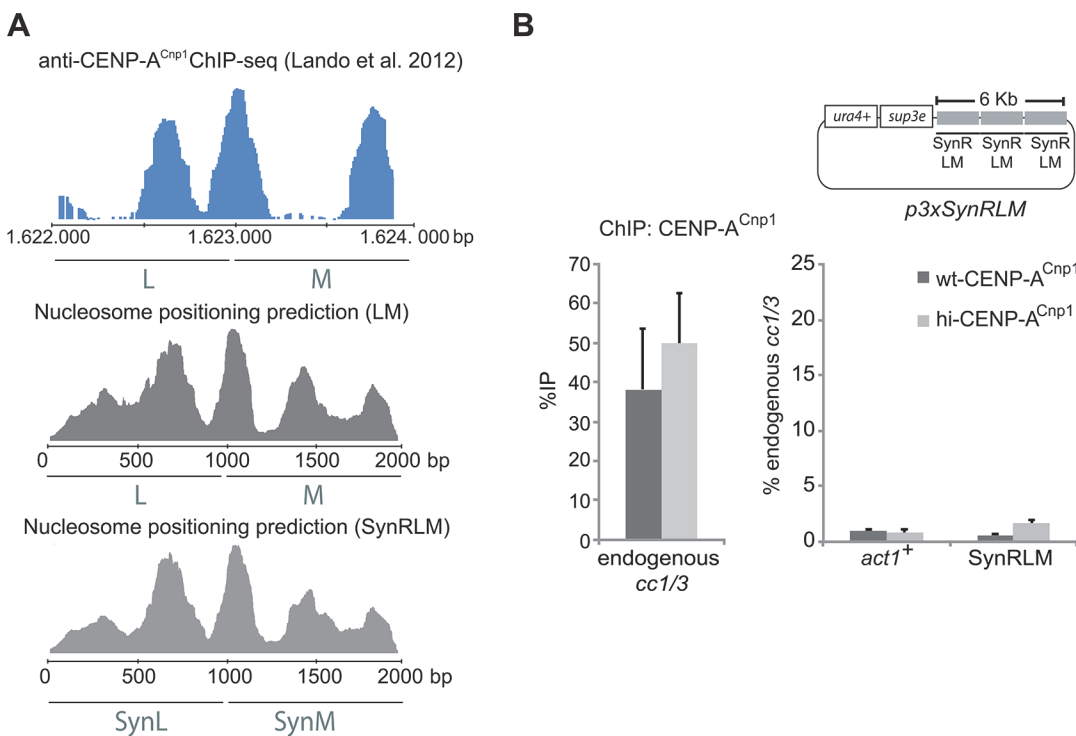 A
anti-CENP-A^Cnp1 ChIP-seq (Lando et al. 2012)
1.622.000 1.623.000 1.624. 000 bp
L M
Nucleosome positioning prediction (LM)
0 500 1000 1500 2000 bp
L M
Nucleosome positioning prediction (SynRLM)
0 500 1000 1500 2000 bp
SynL SynM
B
6 Kb
ura4+ sup3e
SynR SynR SynR
LM LM LM
p3xSynRLM
ChIP: CENP-A^Cnp1
%IP
70
60
50
40
30
20
10
0
endogenous
cc1/3
% endogenous cc1/3
25
20
15
10
5
0
wt-CENP-A^Cnp1
hi-CENP-A^Cnp1
act1^+ SynRLM